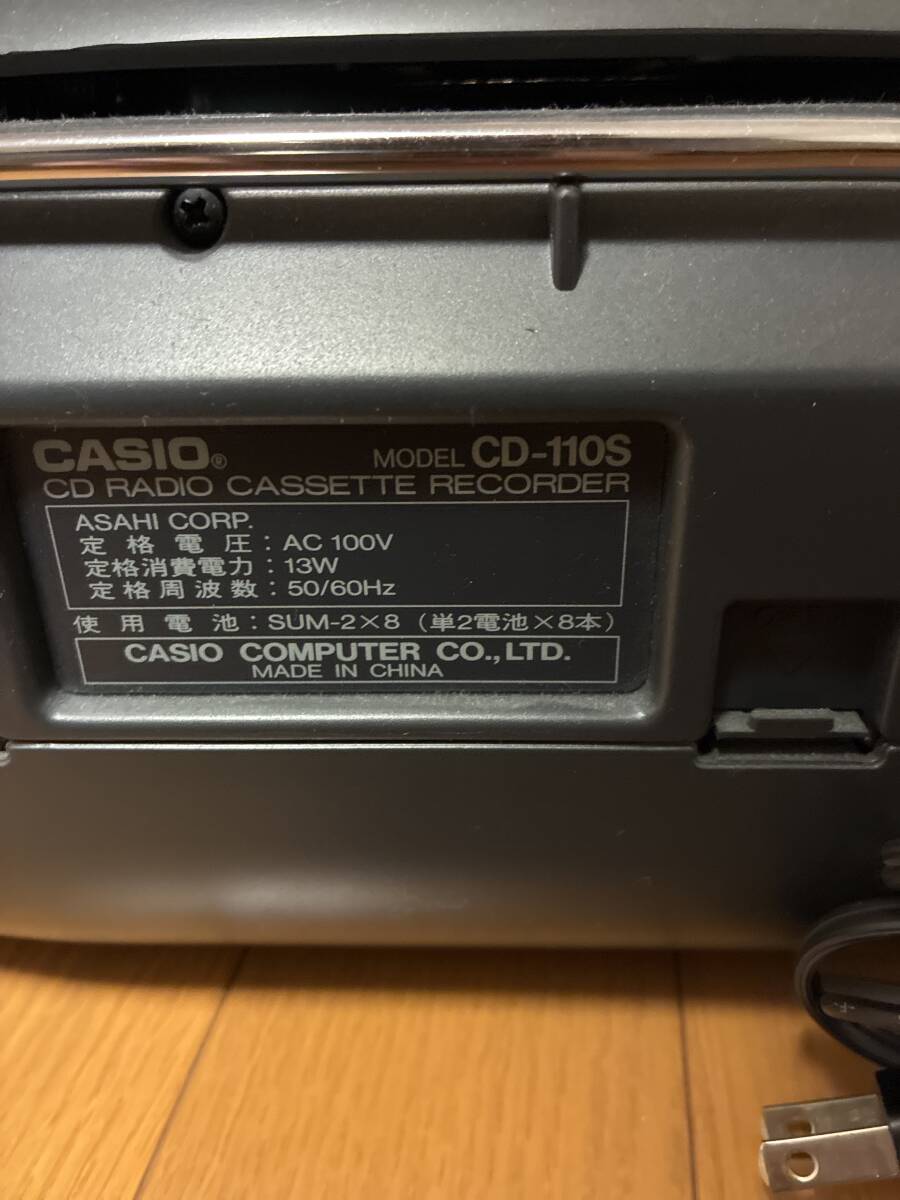 CASIO® MODEL CD-110S
CD RADIO CASSETTE RECORDER
ASAHI CORP.
定格電圧：AC 100V
定格消費電力：13W
定格周波数：50/60Hz
使用電池：SUM-2×8（単2電池×8本）
CASIO COMPUTER CO.,LTD.
MADE IN CHINA